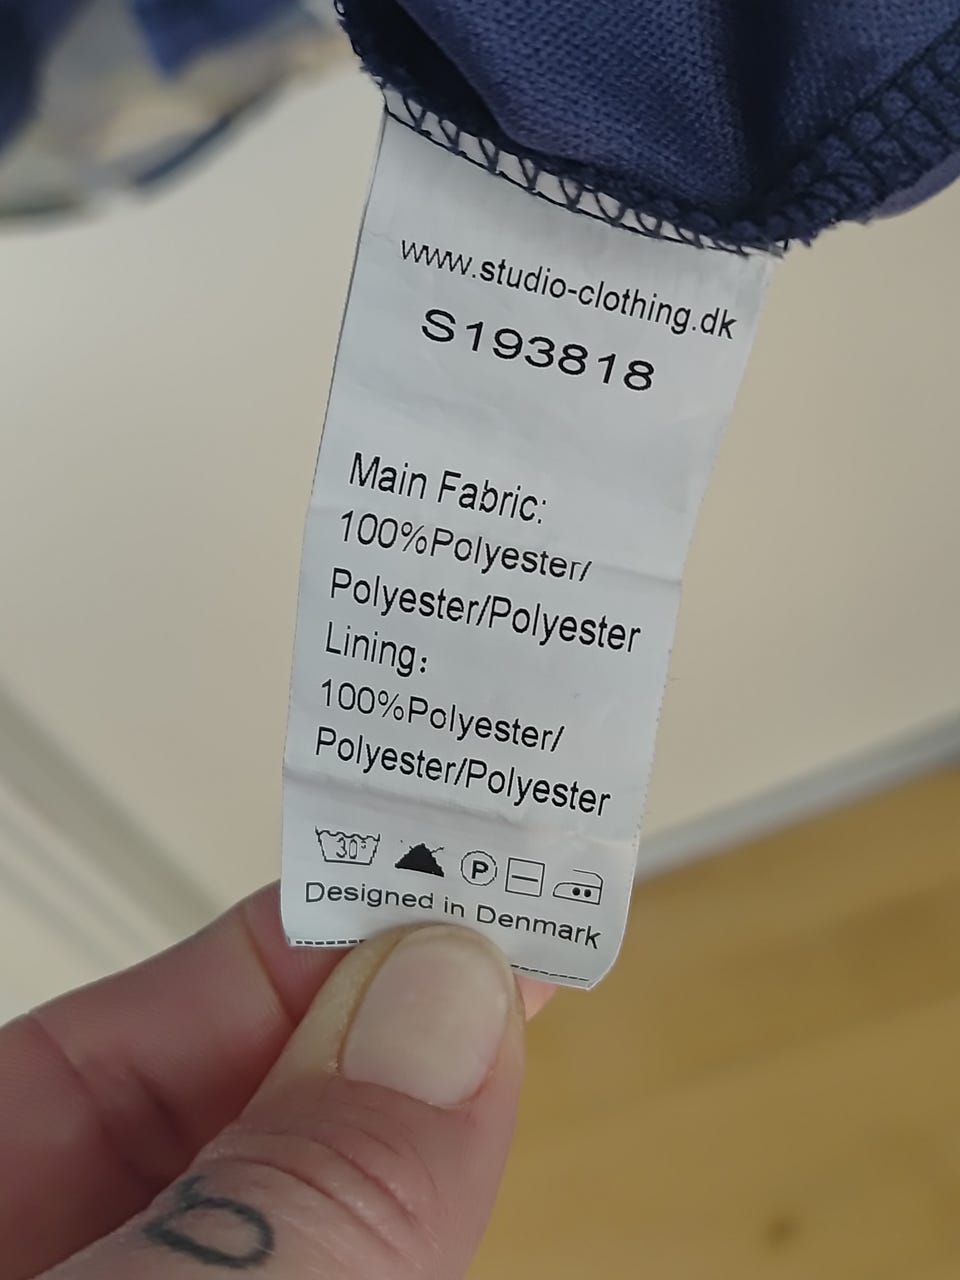 www.studio-clothing.dk
S193818
Main Fabric:
100%Polyester/
Polyester/Polyester
Lining:
100%Polyester/
Polyester/Polyester
30°
P
Designed in Denmark